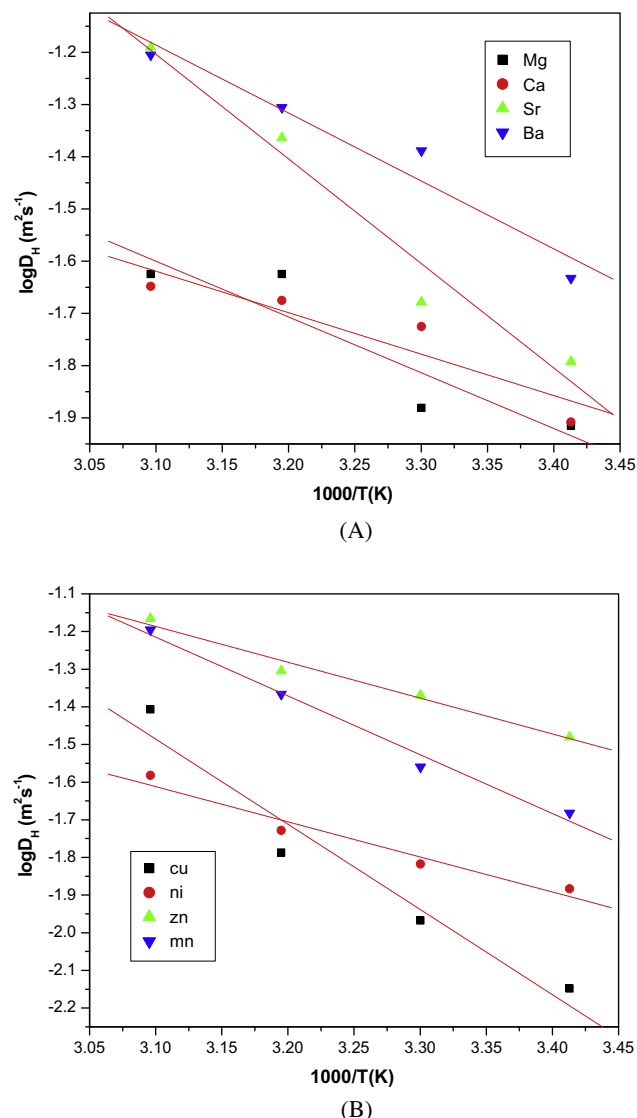 -1.2
-1.3
-1.4
-1.5
-1.6
-1.7
-1.8
-1.9
logD_H (m²s⁻¹)
Mg
Ca
Sr
Ba
3.05 3.10 3.15 3.20 3.25 3.30 3.35 3.40 3.45
1000/T(K)
(A)
-1.1
-1.2
-1.3
-1.4
-1.5
-1.6
-1.7
-1.8
-1.9
-2.0
-2.1
-2.2
logD_H (m²s⁻¹)
cu
ni
zn
mn
3.05 3.10 3.15 3.20 3.25 3.30 3.35 3.40 3.45
1000/T(K)
(B)